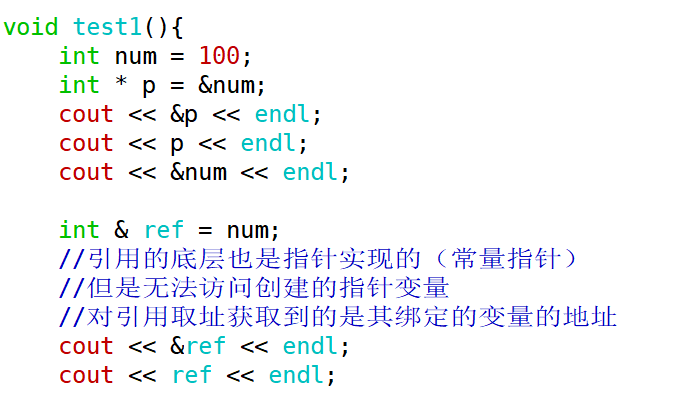 void test1(){
    int num = 100;
    int * p = &num;
    cout << &p << endl;
    cout << p << endl;
    cout << &num << endl;

    int & ref = num;
    //引用的底层也是指针实现的（常量指针）
    //但是无法访问创建的指针变量
    //对引用取址获取到的是其绑定的变量的地址
    cout << &ref << endl;
    cout << ref << endl;